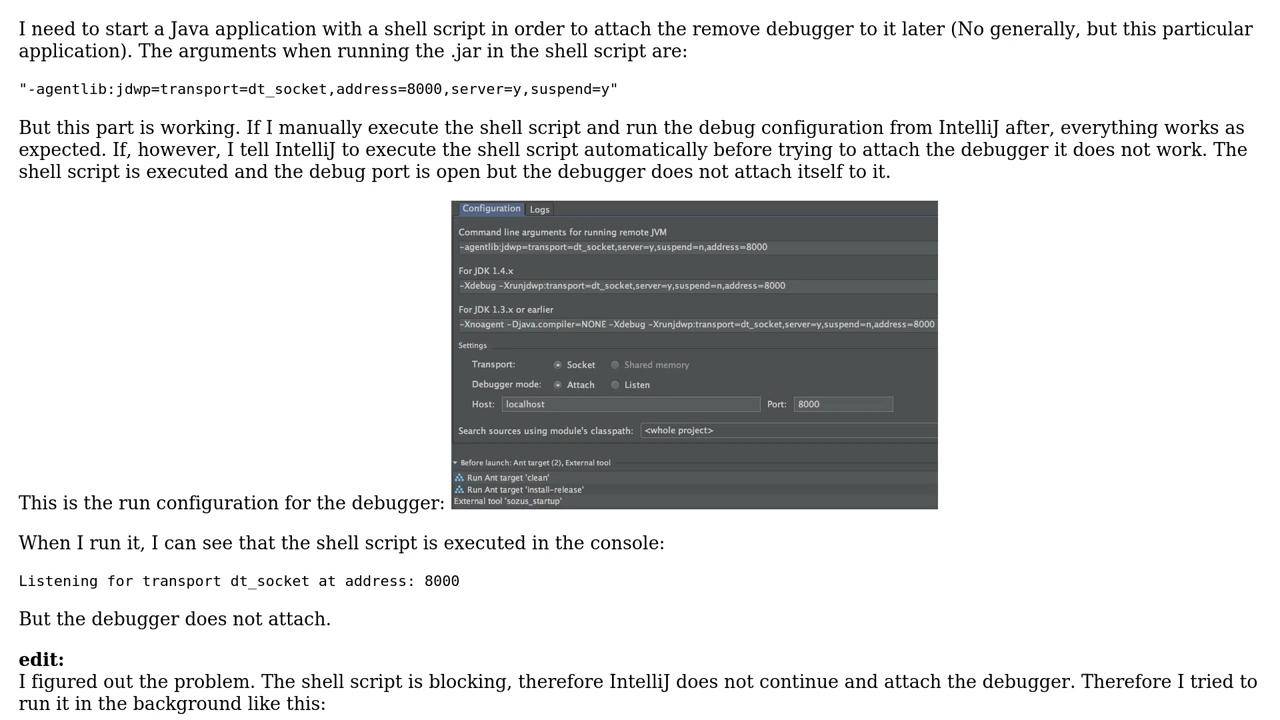 I need to start a Java application with a shell script in order to attach the remove debugger to it later (No generally, but this particular
application). The arguments when running the .jar in the shell script are:
"-agentlib:jdwp=transport=dt_socket,address=8000,server=y,suspend=y"
But this part is working. If I manually execute the shell script and run the debug configuration from IntelliJ after, everything works as
expected. If, however, I tell IntelliJ to execute the shell script automatically before trying to attach the debugger it does not work. The
shell script is executed and the debug port is open but the debugger does not attach itself to it.
Configuration Logs
Command line arguments for running remote JVM
-agentlib:jdwp=transport=dt_socket,server=y,suspend=n,address=8000
For JDK 1.4.x
-Xdebug -Xrunjdwp:transport=dt_socket,server=y,suspend=n,address=8000
For JDK 1.3.x or earlier
-Xnoagent -Djava.compiler=NONE -Xdebug -Xrunjdwp:transport=dt_socket,server=y,suspend=n,address=8000
Settings
Transport: Socket Shared memory
Debugger mode: Attach Listen
Host: localhost Port: 8000
Search sources using module's classpath: <whole project>
Before launch: Ant target (2), External tool
Run Ant target 'clean'
Run Ant target 'install-release'
External tool 'sozus_startup'
This is the run configuration for the debugger:
When I run it, I can see that the shell script is executed in the console:
Listening for transport dt_socket at address: 8000
But the debugger does not attach.
edit:
I figured out the problem. The shell script is blocking, therefore IntelliJ does not continue and attach the debugger. Therefore I tried to
run it in the background like this: